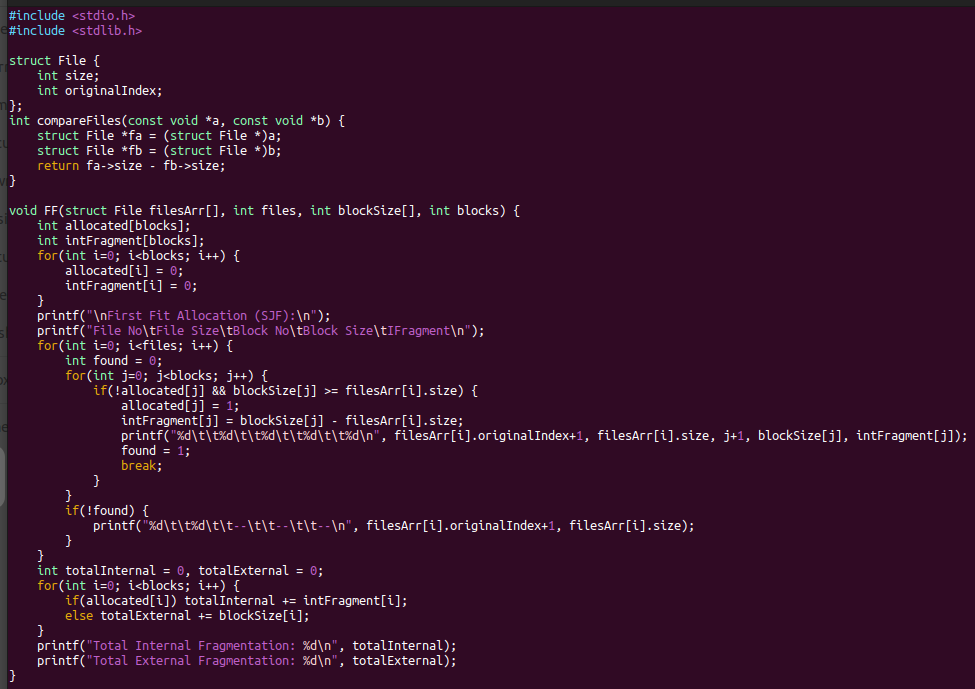 #include <stdio.h>
#include <stdlib.h>

struct File {
    int size;
    int originalIndex;
};
int compareFiles(const void *a, const void *b) {
    struct File *fa = (struct File *)a;
    struct File *fb = (struct File *)b;
    return fa->size - fb->size;
}

void FF(struct File filesArr[], int files, int blockSize[], int blocks) {
    int allocated[blocks];
    int intFragment[blocks];
    for(int i=0; i<blocks; i++) {
        allocated[i] = 0;
        intFragment[i] = 0;
    }
    printf("\nFirst Fit Allocation (SJF):\n");
    printf("File No\tFile Size\tBlock No\tBlock Size\tIFragment\n");
    for(int i=0; i<files; i++) {
        int found = 0;
        for(int j=0; j<blocks; j++) {
            if(!allocated[j] && blockSize[j] >= filesArr[i].size) {
                allocated[j] = 1;
                intFragment[j] = blockSize[j] - filesArr[i].size;
                printf("%d\t\t%d\t\t%d\t\t%d\t\t%d\n", filesArr[i].originalIndex+1, filesArr[i].size, j+1, blockSize[j], intFragment[j]);
                found = 1;
                break;
            }
        }
        if(!found) {
            printf("%d\t\t%d\t\t--\t\t--\t\t--\n", filesArr[i].originalIndex+1, filesArr[i].size);
        }
    }
    int totalInternal = 0, totalExternal = 0;
    for(int i=0; i<blocks; i++) {
        if(allocated[i]) totalInternal += intFragment[i];
        else totalExternal += blockSize[i];
    }
    printf("Total Internal Fragmentation: %d\n", totalInternal);
    printf("Total External Fragmentation: %d\n", totalExternal);
}